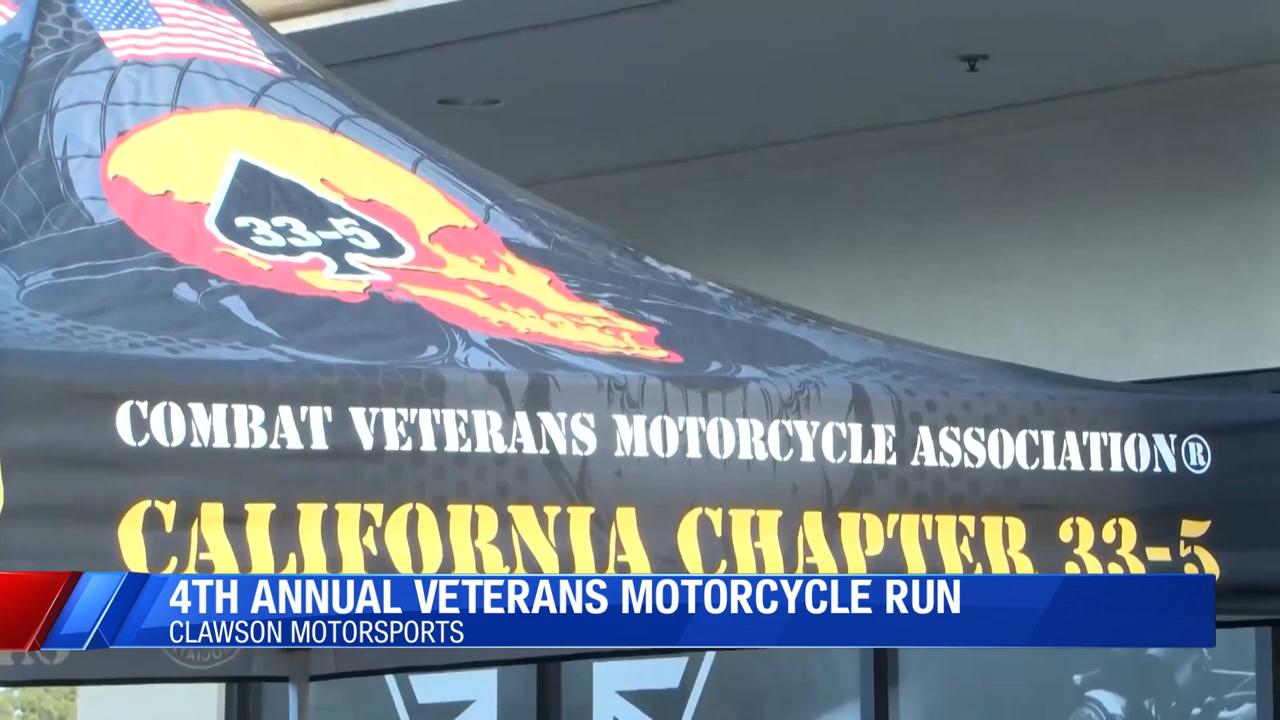 33-5
COMBAT VETERANS MOTORCYCLE ASSOCIATION®
CALIFORNIA CHAPTER 33-5
4TH ANNUAL VETERANS MOTORCYCLE RUN
CLAWSON MOTORSPORTS